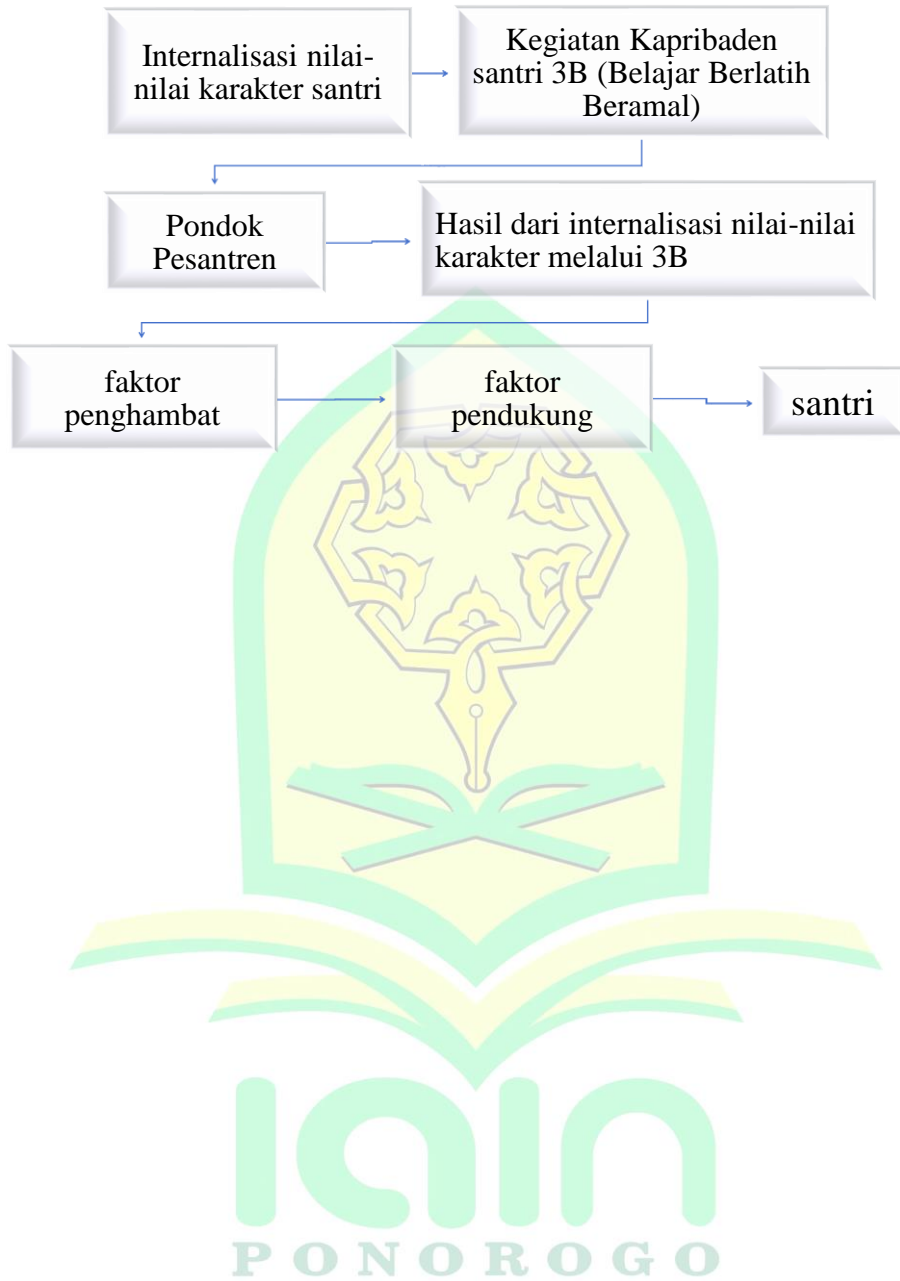 Internalisasi nilai-
nilai karakter santri
Kegiatan Kapribaden
santri 3B (Belajar Berlatih
Beramal)
Pondok
Pesantren
Hasil dari internalisasi nilai-nilai
karakter melalui 3B
faktor
penghambat
faktor
pendukung
santri
iain
PONOROGO